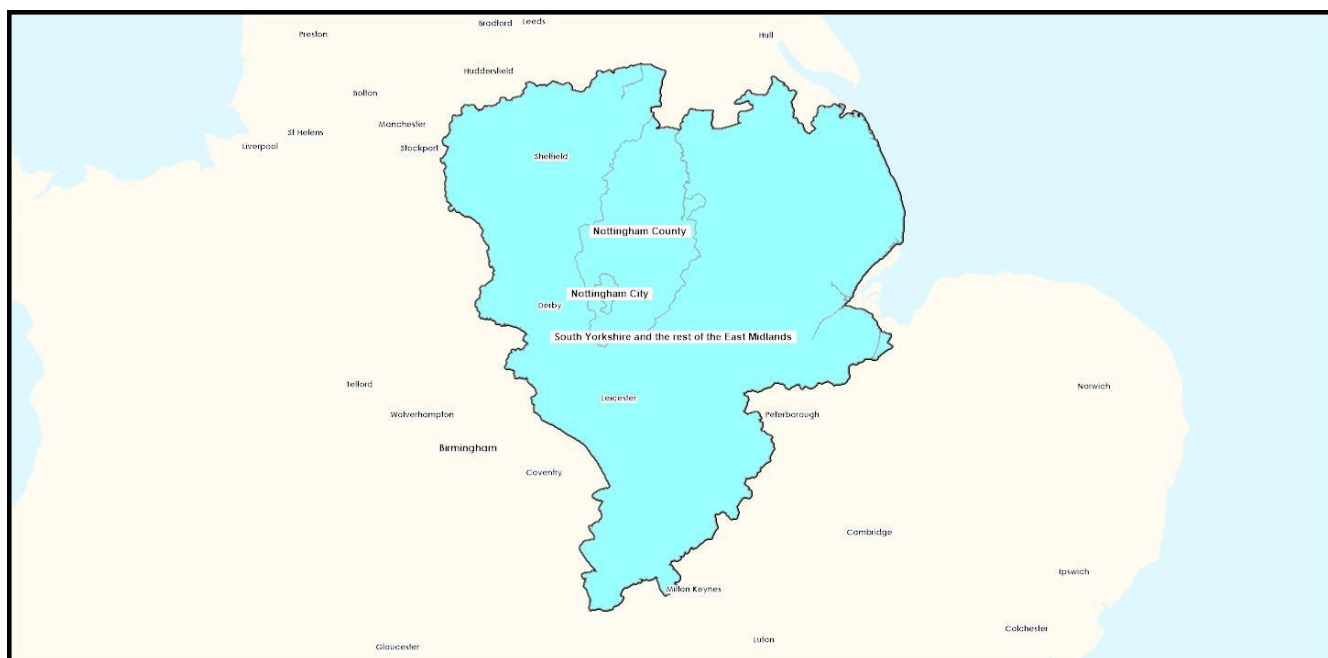 Bradford
Leeds
Preston
Hull
Huddersfield
Bolton
Manchester
St Helens
Liverpool
Stockport
Sheffield
Nottingham County
Nottingham City
Derby
South Yorkshire and the rest of the East Midlands
Telford
Norwich
Leicester
Wolverhampton
Peterborough
Birmingham
Coventry
Cambridge
Ipswich
Milton Keynes
Colchester
Luton
Gloucester